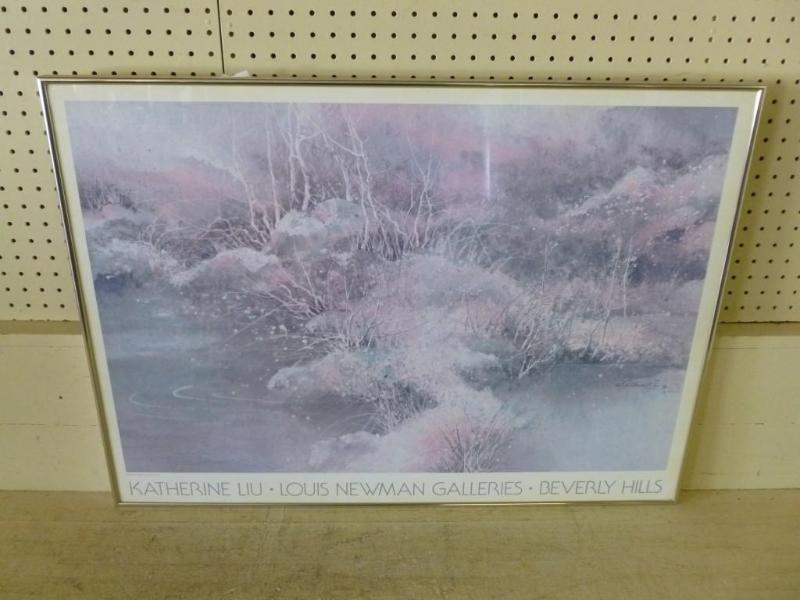 KATHERINE LIU • LOUIS NEWMAN GALLERIES • BEVERLY HILLS